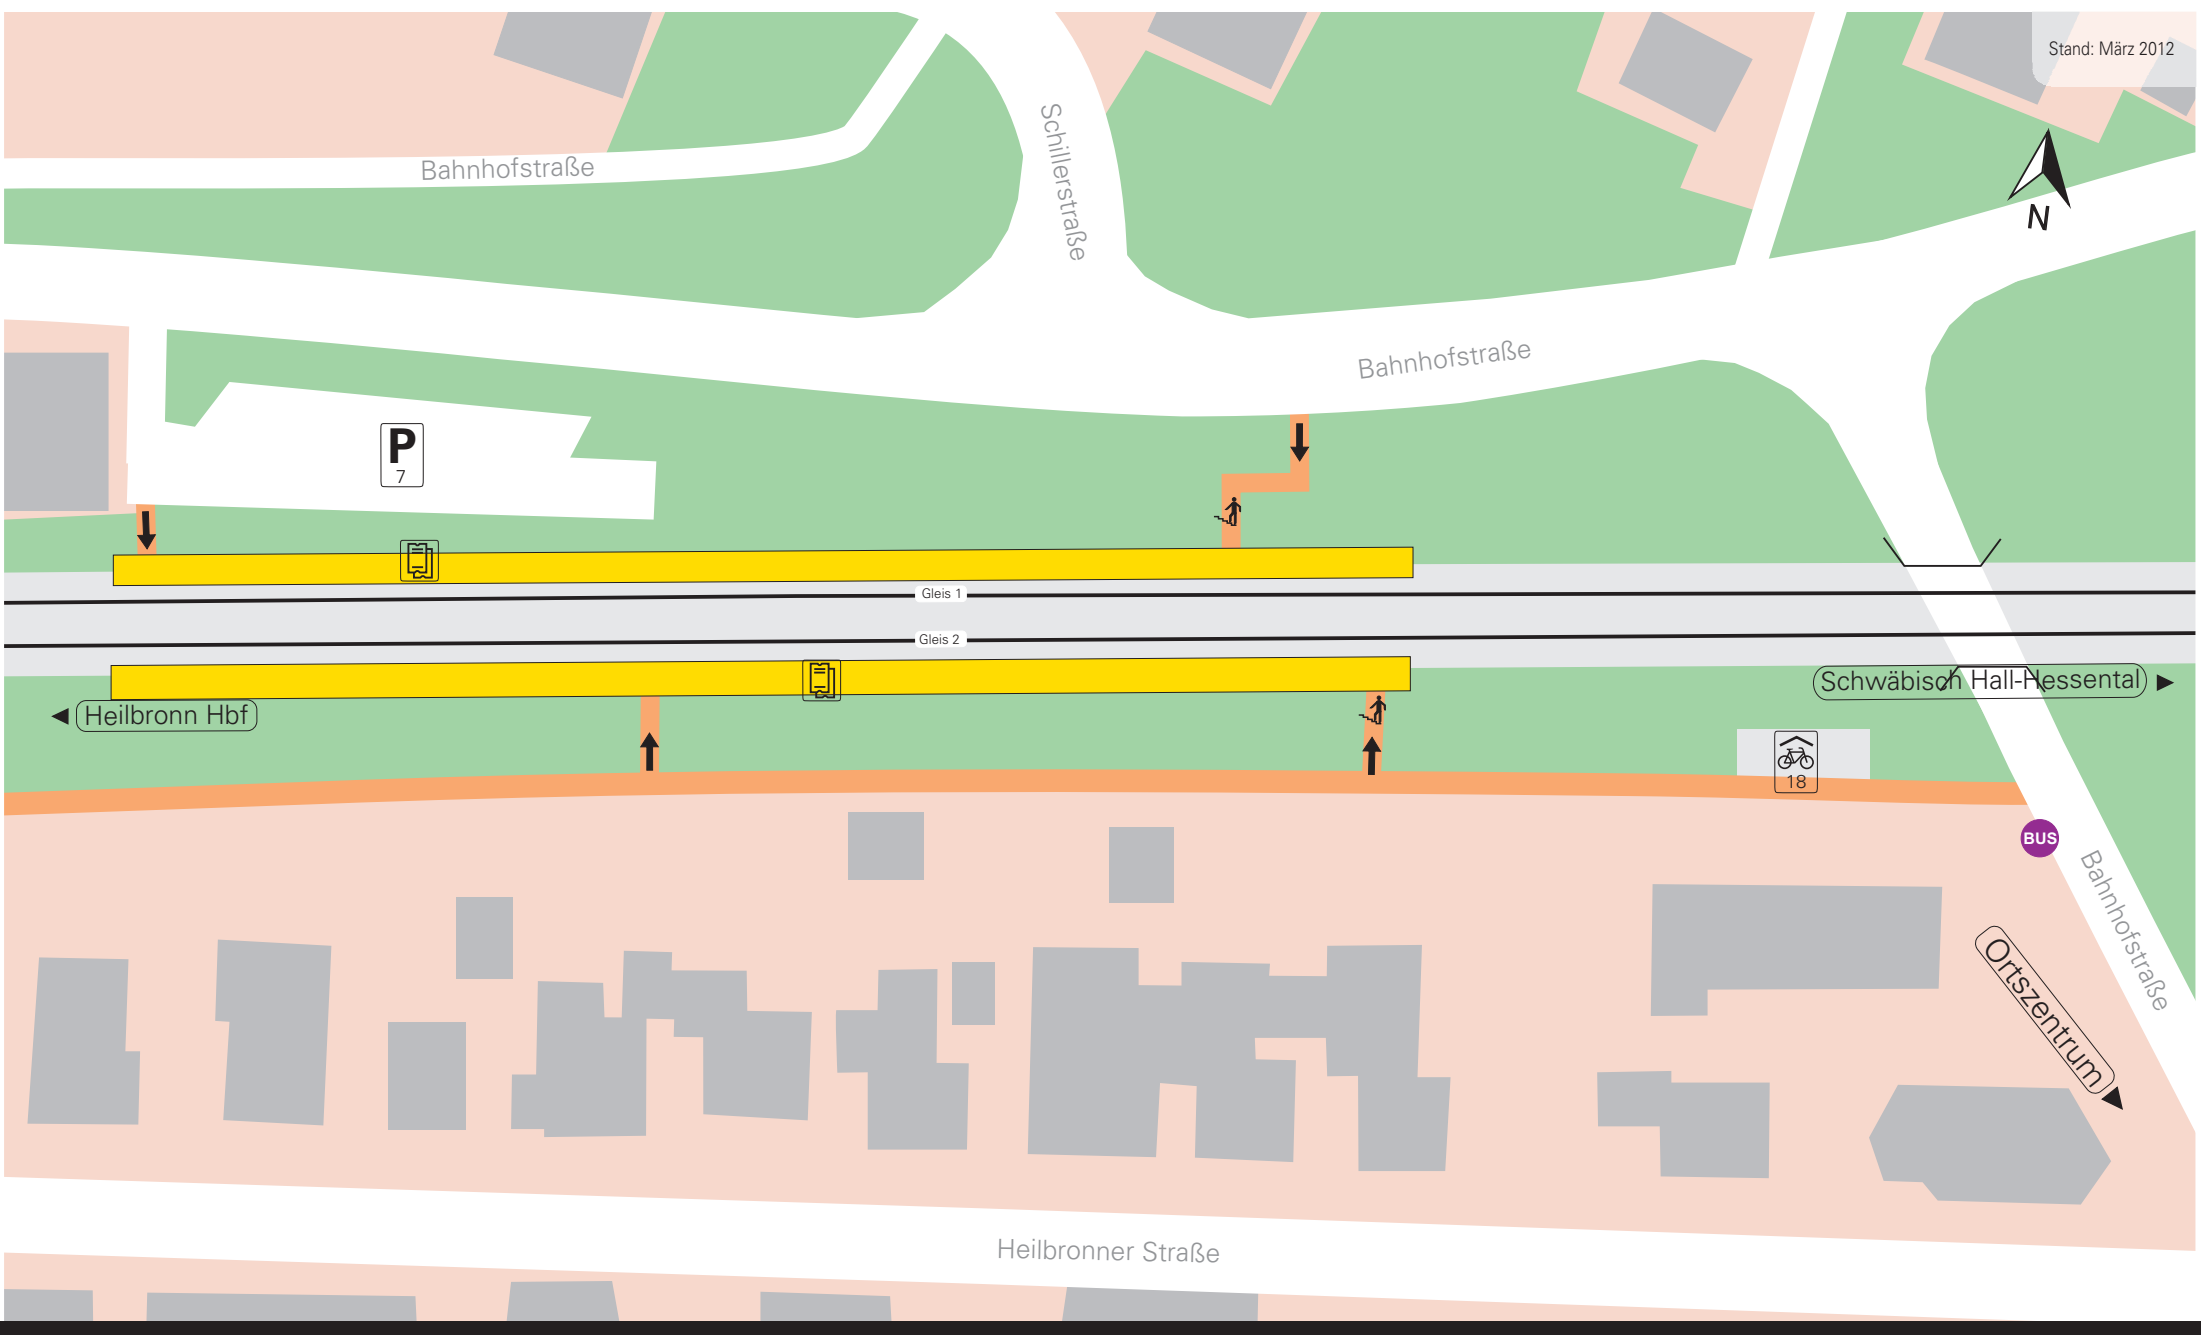 Stand: März 2012
Schillerstraße
Bahnhofstraße
N
Bahnhofstraße
P
7
Gleis 1
Gleis 2
Schwäbisch Hall-Hessental
Heilbronn Hbf
18
BUS
Bahnhofstraße
Ortszentrum
Heilbronner Straße